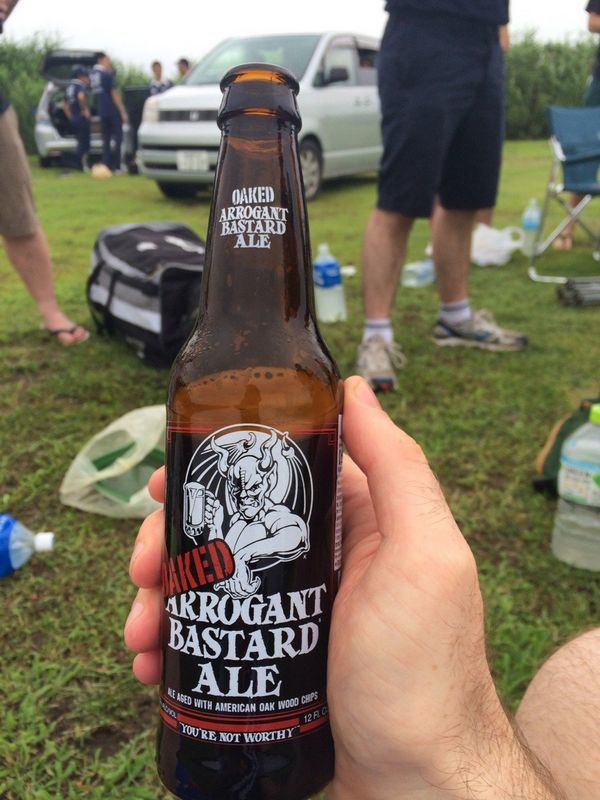 OAKED
ARROGANT
BASTARD
ALE
OAKED
ARROGANT
BASTARD
ALE
ALE AGED WITH AMERICAN OAK WOOD CHIPS
12 FL
"YOU'RE NOT WORTHY"